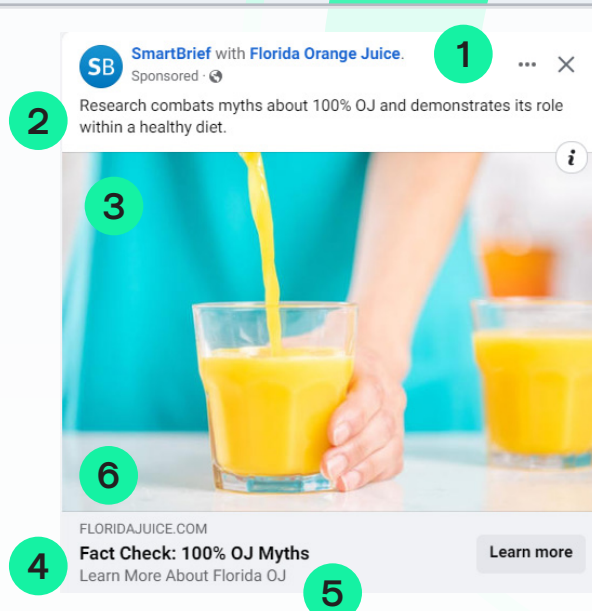 1
SB
SmartBrief with Florida Orange Juice.
Sponsored ·
2
Research combats myths about 100% OJ and demonstrates its role
within a healthy diet.
i
3
6
FLORIDAJUICE.COM
4
Fact Check: 100% OJ Myths
Learn More About Florida OJ
Learn more
5